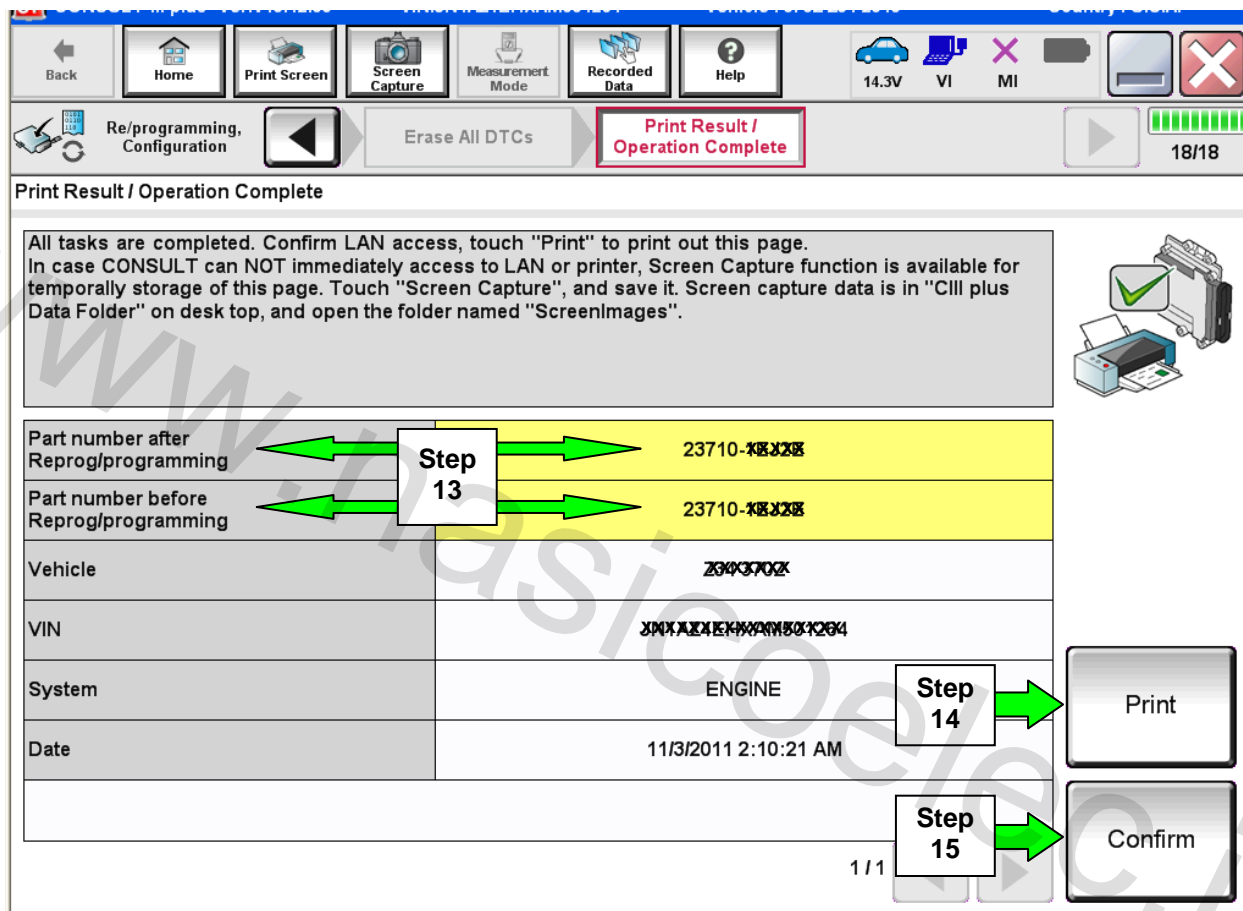 Back
Home
Print Screen
Screen
Capture
Measurement
Mode
Recorded
Data
Help
14.3V
VI
MI
Re/programming,
Configuration
Erase All DTCs
Print Result /
Operation Complete
18/18
Print Result / Operation Complete
All tasks are completed. Confirm LAN access, touch "Print" to print out this page.
In case CONSULT can NOT immediately access to LAN or printer, Screen Capture function is available for
temporally storage of this page. Touch "Screen Capture", and save it. Screen capture data is in "CIII plus
Data Folder" on desk top, and open the folder named "ScreenImages".
Part number after
Reprog/programming
Step
13
23710-
Part number before
Reprog/programming
23710-
Vehicle
VIN
System
ENGINE
Step
14
Print
Date
11/3/2011 2:10:21 AM
Step
15
Confirm
1 / 1
www.nasicoelec.